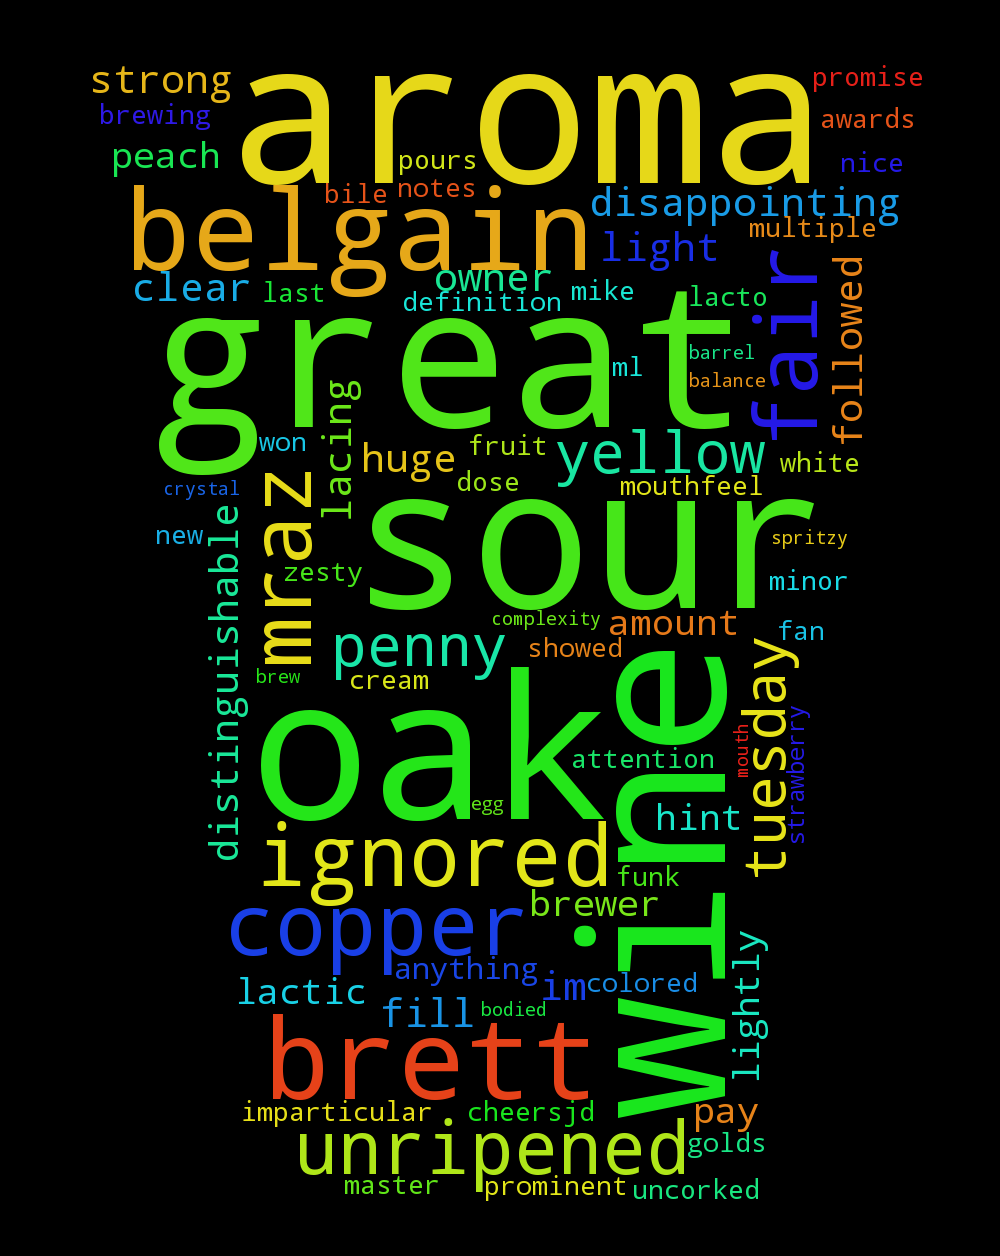 strong
aroma
promise
brewing
awards
peach
pours
nice
bile
notes
disappointing
belgain
multiple
light
owner
clear
last
definition
mike
lacto
fair
followed
great
ml
barrel
balance
lacing
won
huge
fruit
yellow
white
crystal
dose
mouthfeel
mraz
sour
new
distinguishable
spritzy
zesty
minor
complexity
amount
fan
penny
showed
brew
cream
wine
tuesday
oak
attention
mouth
strawberry
egg
hint
ignored
funk
brewer
copper
anything
im
colored
lightly
lactic
fill
bodied
brett
imparticular
cheersjd
pay
unripened
golds
master
prominent
uncorked